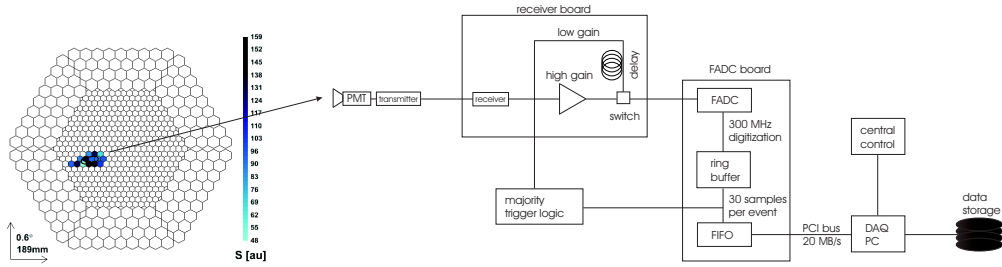 159
152
145
138
131
124
117
110
103
96
90
83
76
69
62
55
48
S [au]
0.6°
189mm
PMT
transmitter
receiver board
low gain
delay
high gain
receiver
switch
majority
trigger logic
FADC board
FADC
300 MHz
digitization
ring
buffer
30 samples
per event
FIFO
PCI bus
20 MB/s
central
control
DAQ
PC
data
storage